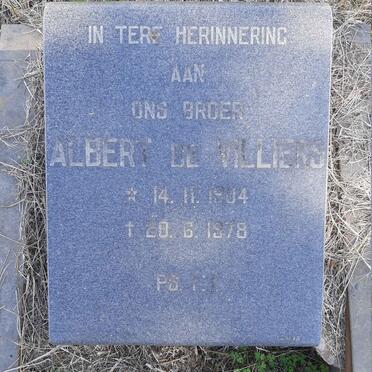 IN TERE HERINNERING
AAN
ONS BROER
ALBERT DE VILLIERS
* 14. 11. 1904
† 20. 6. 1978
PS. 1:1.